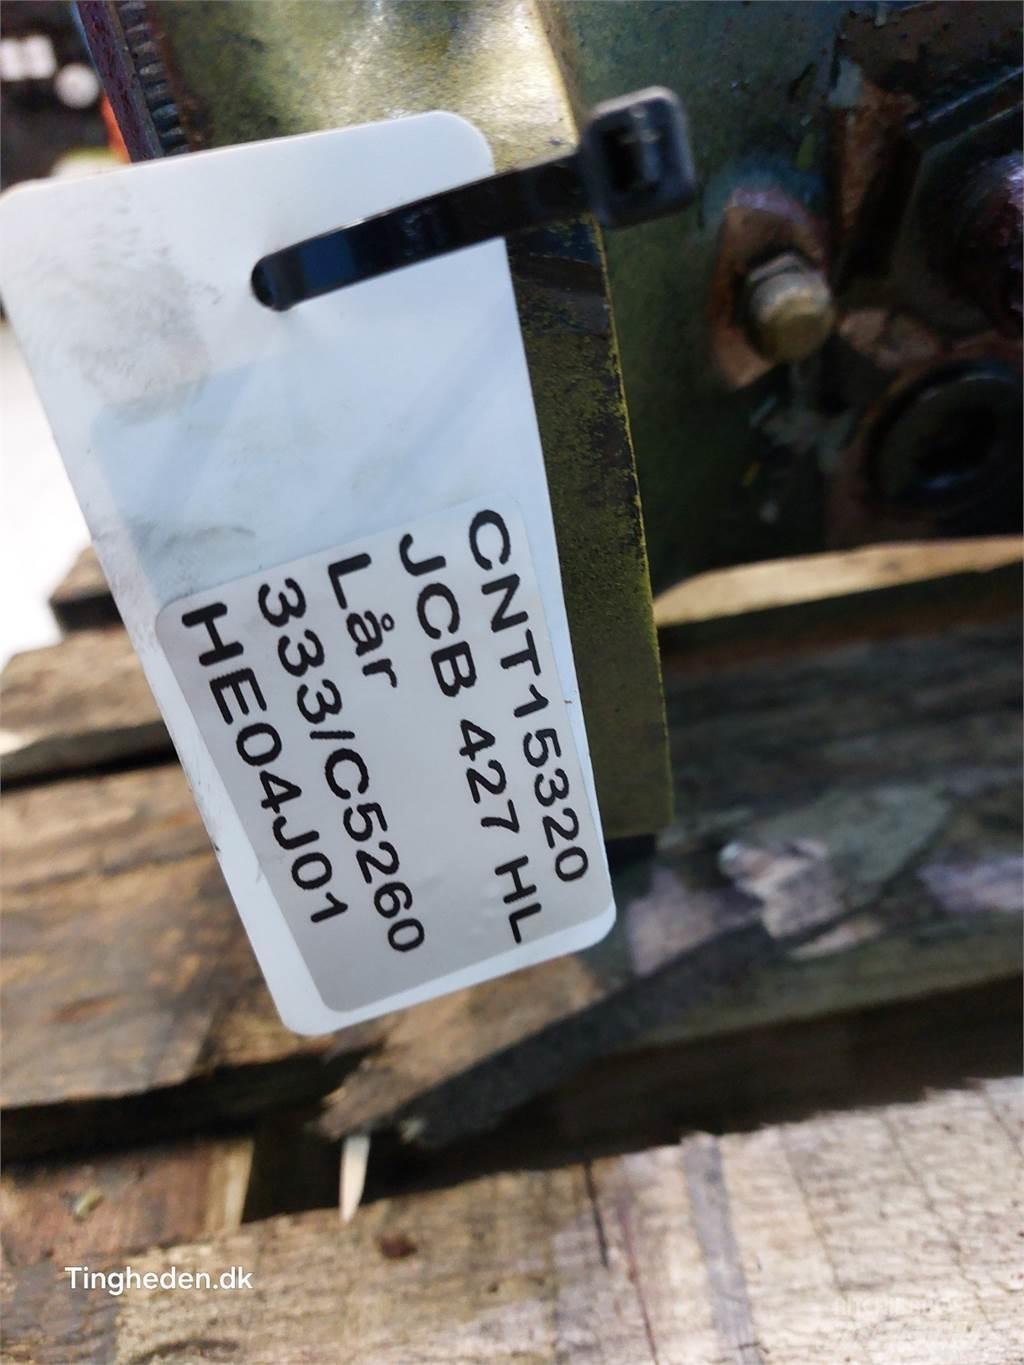 CNT15320
JCB 427 HL
Lår
333/C5260
HE04J01
Tingheden.dk